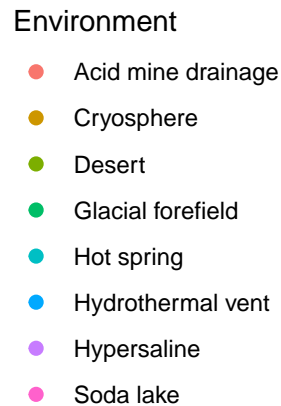 Environment
Acid mine drainage
Cryosphere
Desert
Glacial forefield
Hot spring
Hydrothermal vent
Hypersaline
Soda lake